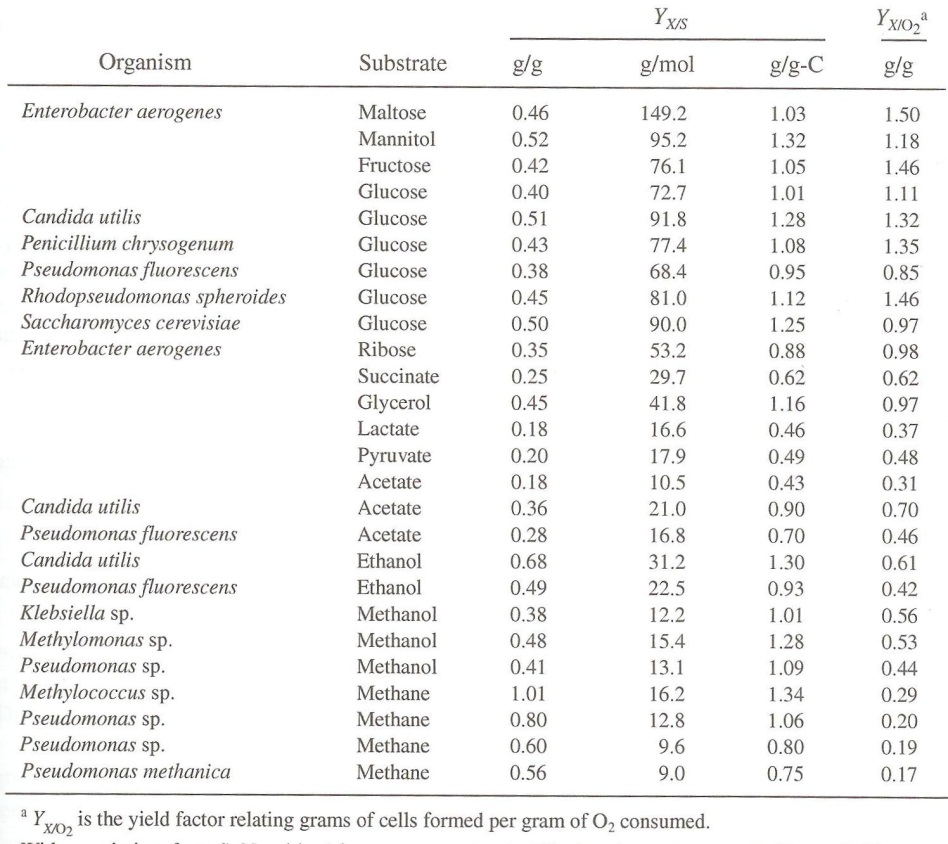 Y_X/S Y_X/O₂ᵃ
Organism Substrate g/g g/mol g/g-C g/g
Enterobacter aerogenes Maltose 0.46 149.2 1.03 1.50
Mannitol 0.52 95.2 1.32 1.18
Fructose 0.42 76.1 1.05 1.46
Glucose 0.40 72.7 1.01 1.11
Candida utilis Glucose 0.51 91.8 1.28 1.32
Penicillium chrysogenum Glucose 0.43 77.4 1.08 1.35
Pseudomonas fluorescens Glucose 0.38 68.4 0.95 0.85
Rhodopseudomonas spheroides Glucose 0.45 81.0 1.12 1.46
Saccharomyces cerevisiae Glucose 0.50 90.0 1.25 0.97
Enterobacter aerogenes Ribose 0.35 53.2 0.88 0.98
Succinate 0.25 29.7 0.62 0.62
Glycerol 0.45 41.8 1.16 0.97
Lactate 0.18 16.6 0.46 0.37
Pyruvate 0.20 17.9 0.49 0.48
Acetate 0.18 10.5 0.43 0.31
Candida utilis Acetate 0.36 21.0 0.90 0.70
Pseudomonas fluorescens Acetate 0.28 16.8 0.70 0.46
Candida utilis Ethanol 0.68 31.2 1.30 0.61
Pseudomonas fluorescens Ethanol 0.49 22.5 0.93 0.42
Klebsiella sp. Methanol 0.38 12.2 1.01 0.56
Methylomonas sp. Methanol 0.48 15.4 1.28 0.53
Pseudomonas sp. Methanol 0.41 13.1 1.09 0.44
Methylococcus sp. Methane 1.01 16.2 1.34 0.29
Pseudomonas sp. Methane 0.80 12.8 1.06 0.20
Pseudomonas sp. Methane 0.60 9.6 0.80 0.19
Pseudomonas methanica Methane 0.56 9.0 0.75 0.17
ᵃ Y_X/O₂ is the yield factor relating grams of cells formed per gram of O₂ consumed.